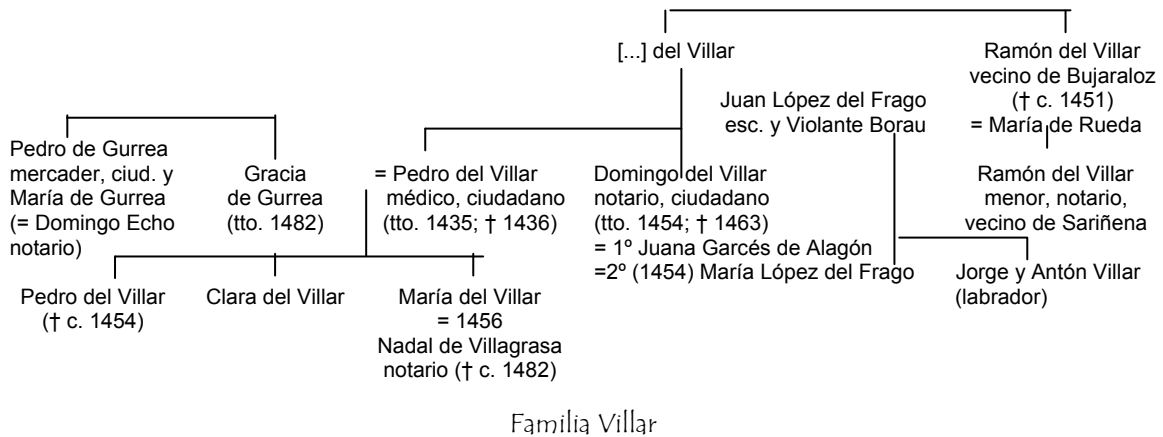 [...] del Villar
Ramón del Villar
vecino de Bujaraloz
(† c. 1451)
= María de Rueda
Juan López del Frago
esc. y Violante Borau
Pedro de Gurrea
mercader, ciud. y
María de Gurrea
(= Domingo Echo
notario)
Gracia
de Gurrea
(tto. 1482)
= Pedro del Villar
médico, ciudadano
(tto. 1435; † 1436)
Domingo del Villar
notario, ciudadano
(tto. 1454; † 1463)
= 1º Juana Garcés de Alagón
=2º (1454) María López del Frago
Ramón del Villar
menor, notario,
vecino de Sariñena
Pedro del Villar
(† c. 1454)
Clara del Villar
María del Villar
= 1456
Nadal de Villagrasa
notario († c. 1482)
Jorge y Antón Villar
(labrador)
Familia Villar